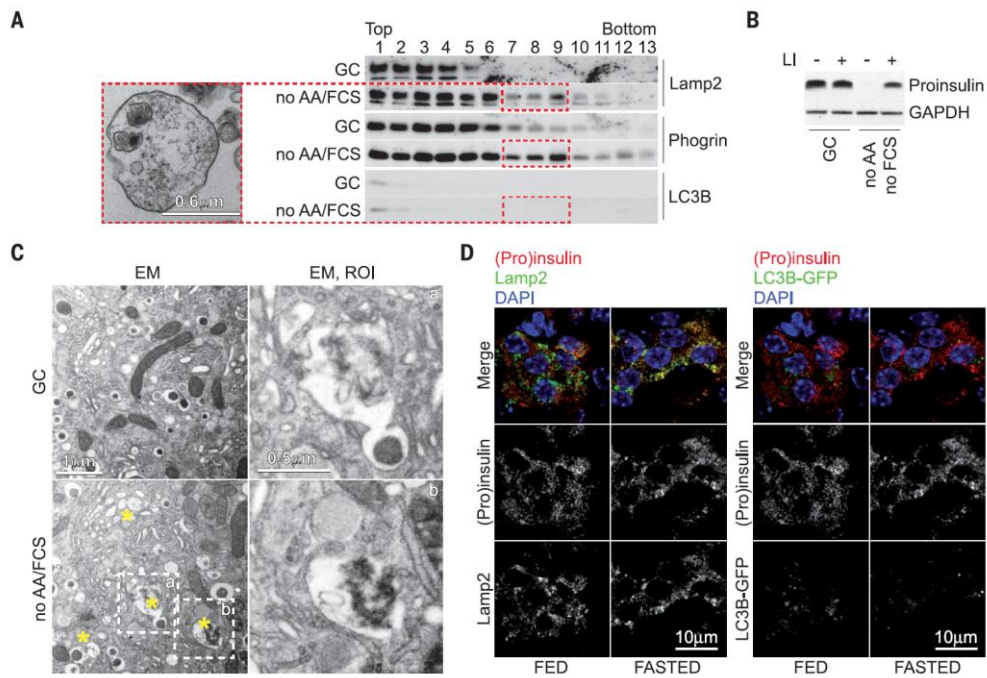 A
Top Bottom
1 2 3 4 5 6 7 8 9 10 11 12 13
GC
no AA/FCS
Lamp2
GC
no AA/FCS
Phogrin
GC
no AA/FCS
LC3B
0.6μm
B
LI - + - +
Proinsulin
GAPDH
GC
no AA
no FCS
C
EM EM, ROI
GC
no AA/FCS
1μm
0.5μm
a
b
a
b
D
(Pro)insulin
Lamp2
DAPI
Merge
(Pro)insulin
Lamp2
10μm
FED FASTED
(Pro)insulin
LC3B-GFP
DAPI
Merge
(Pro)insulin
LC3B-GFP
10μm
FED FASTED